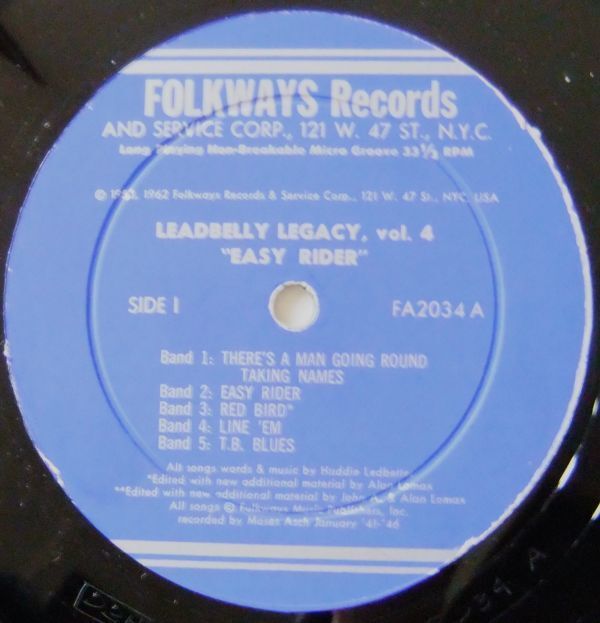 FOLKWAYS Records
AND SERVICE CORP., 121 W. 47 ST., N.Y.C.
Long Playing Non-Breakable Micro Groove 33 1/3 RPM
© 1953, 1962 Folkways Records & Service Corp., 121 W. 47 St., NYC, USA
LEADBELLY LEGACY, vol. 4
"EASY RIDER"
SIDE I
FA2034 A
Band 1: THERE'S A MAN GOING ROUND
TAKING NAMES
Band 2: EASY RIDER
Band 3: RED BIRD*
Band 4: LINE 'EM
Band 5: T.B. BLUES
All songs words & music by Huddie Ledbetter
*Edited with new additional material by Alan Lomax
**Edited with new additional material by John A. & Alan Lomax
All songs © Folkways Music Publishers, Inc.
recorded by Moses Asch January '41-'46